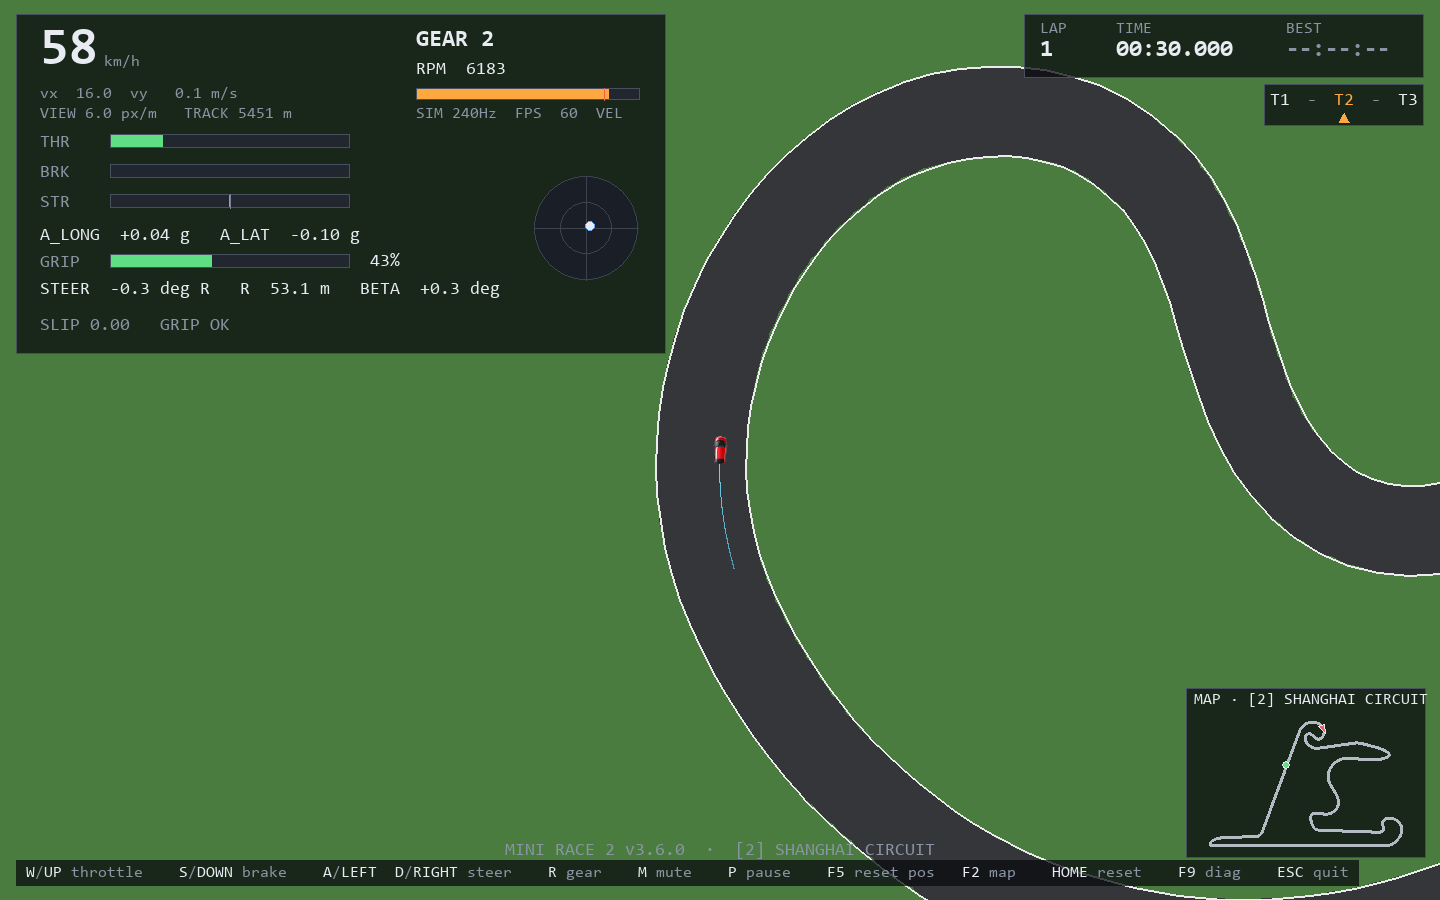 58 km/h
GEAR 2
RPM 6183
vx 16.0 vy 0.1 m/s
VIEW 6.0 px/m TRACK 5451 m
SIM 240Hz FPS 60 VEL
THR
BRK
STR
A_LONG +0.04 g A_LAT -0.10 g
GRIP 43%
STEER -0.3 deg R R 53.1 m BETA +0.3 deg
SLIP 0.00 GRIP OK
LAP TIME BEST
1 00:30.000 --:--:--
T1 - T2 - T3
MAP · [2] SHANGHAI CIRCUIT
MINI RACE 2 v3.6.0 · [2] SHANGHAI CIRCUIT
W/UP throttle S/DOWN brake A/LEFT D/RIGHT steer R gear M mute P pause F5 reset pos F2 map HOME reset F9 diag ESC quit